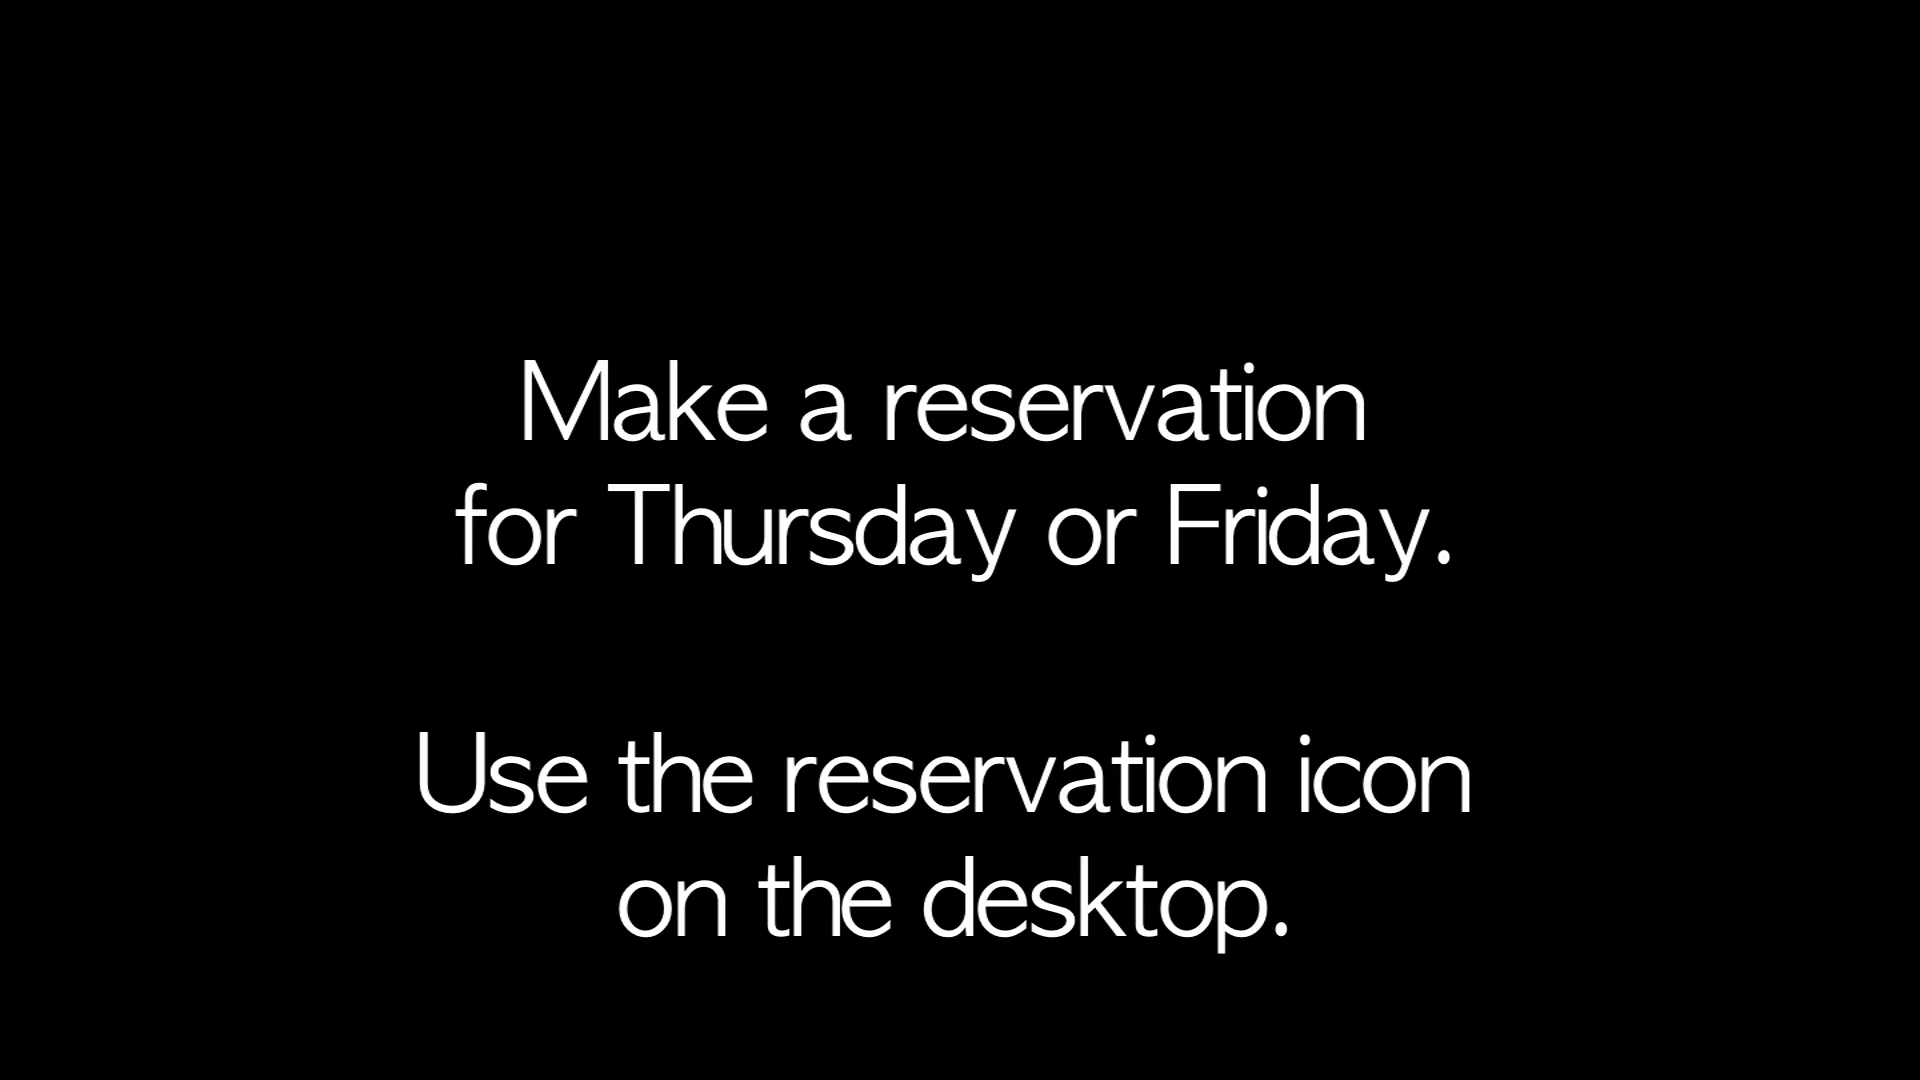 Make a reservation
for Thursday or Friday.
Use the reservation icon
on the desktop.